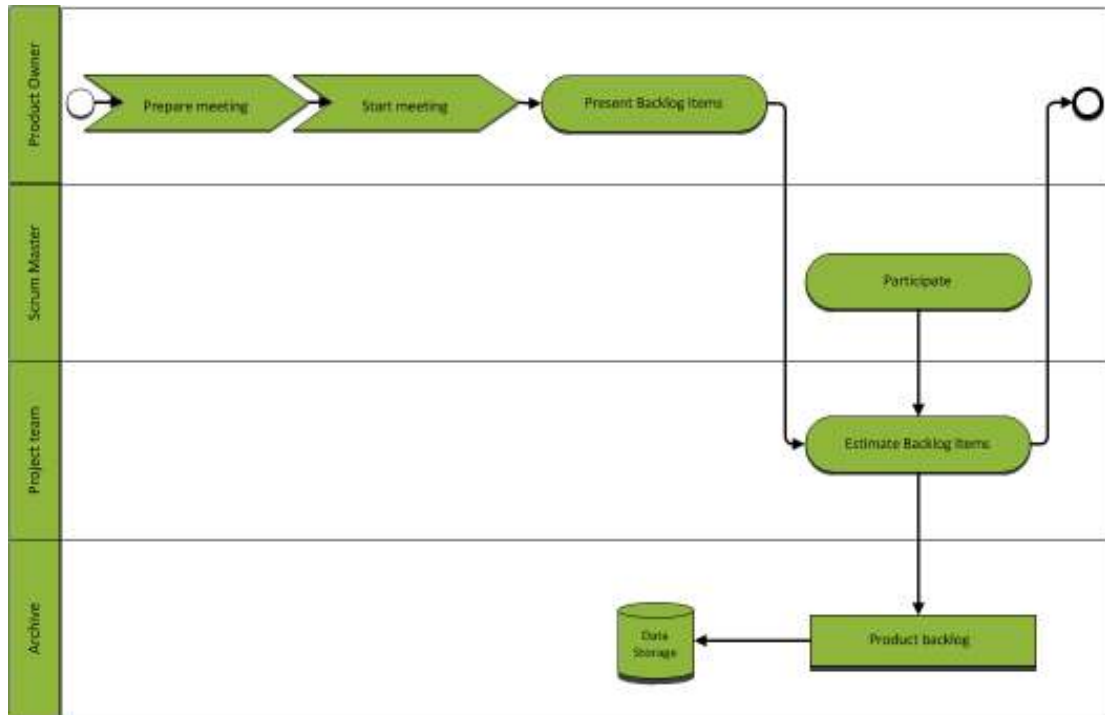 Product Owner
Prepare meeting
Start meeting
Present Backlog Items
Scrum Master
Participate
Project team
Estimate Backlog Items
Archive
Data
Storage
Product backlog